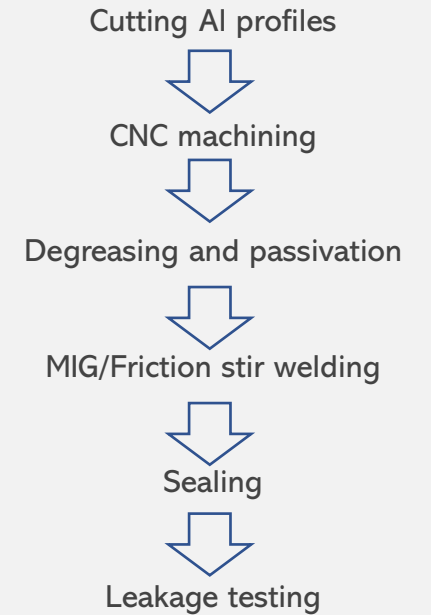 Cutting Al profiles
CNC machining
Degreasing and passivation
MIG/Friction stir welding
Sealing
Leakage testing